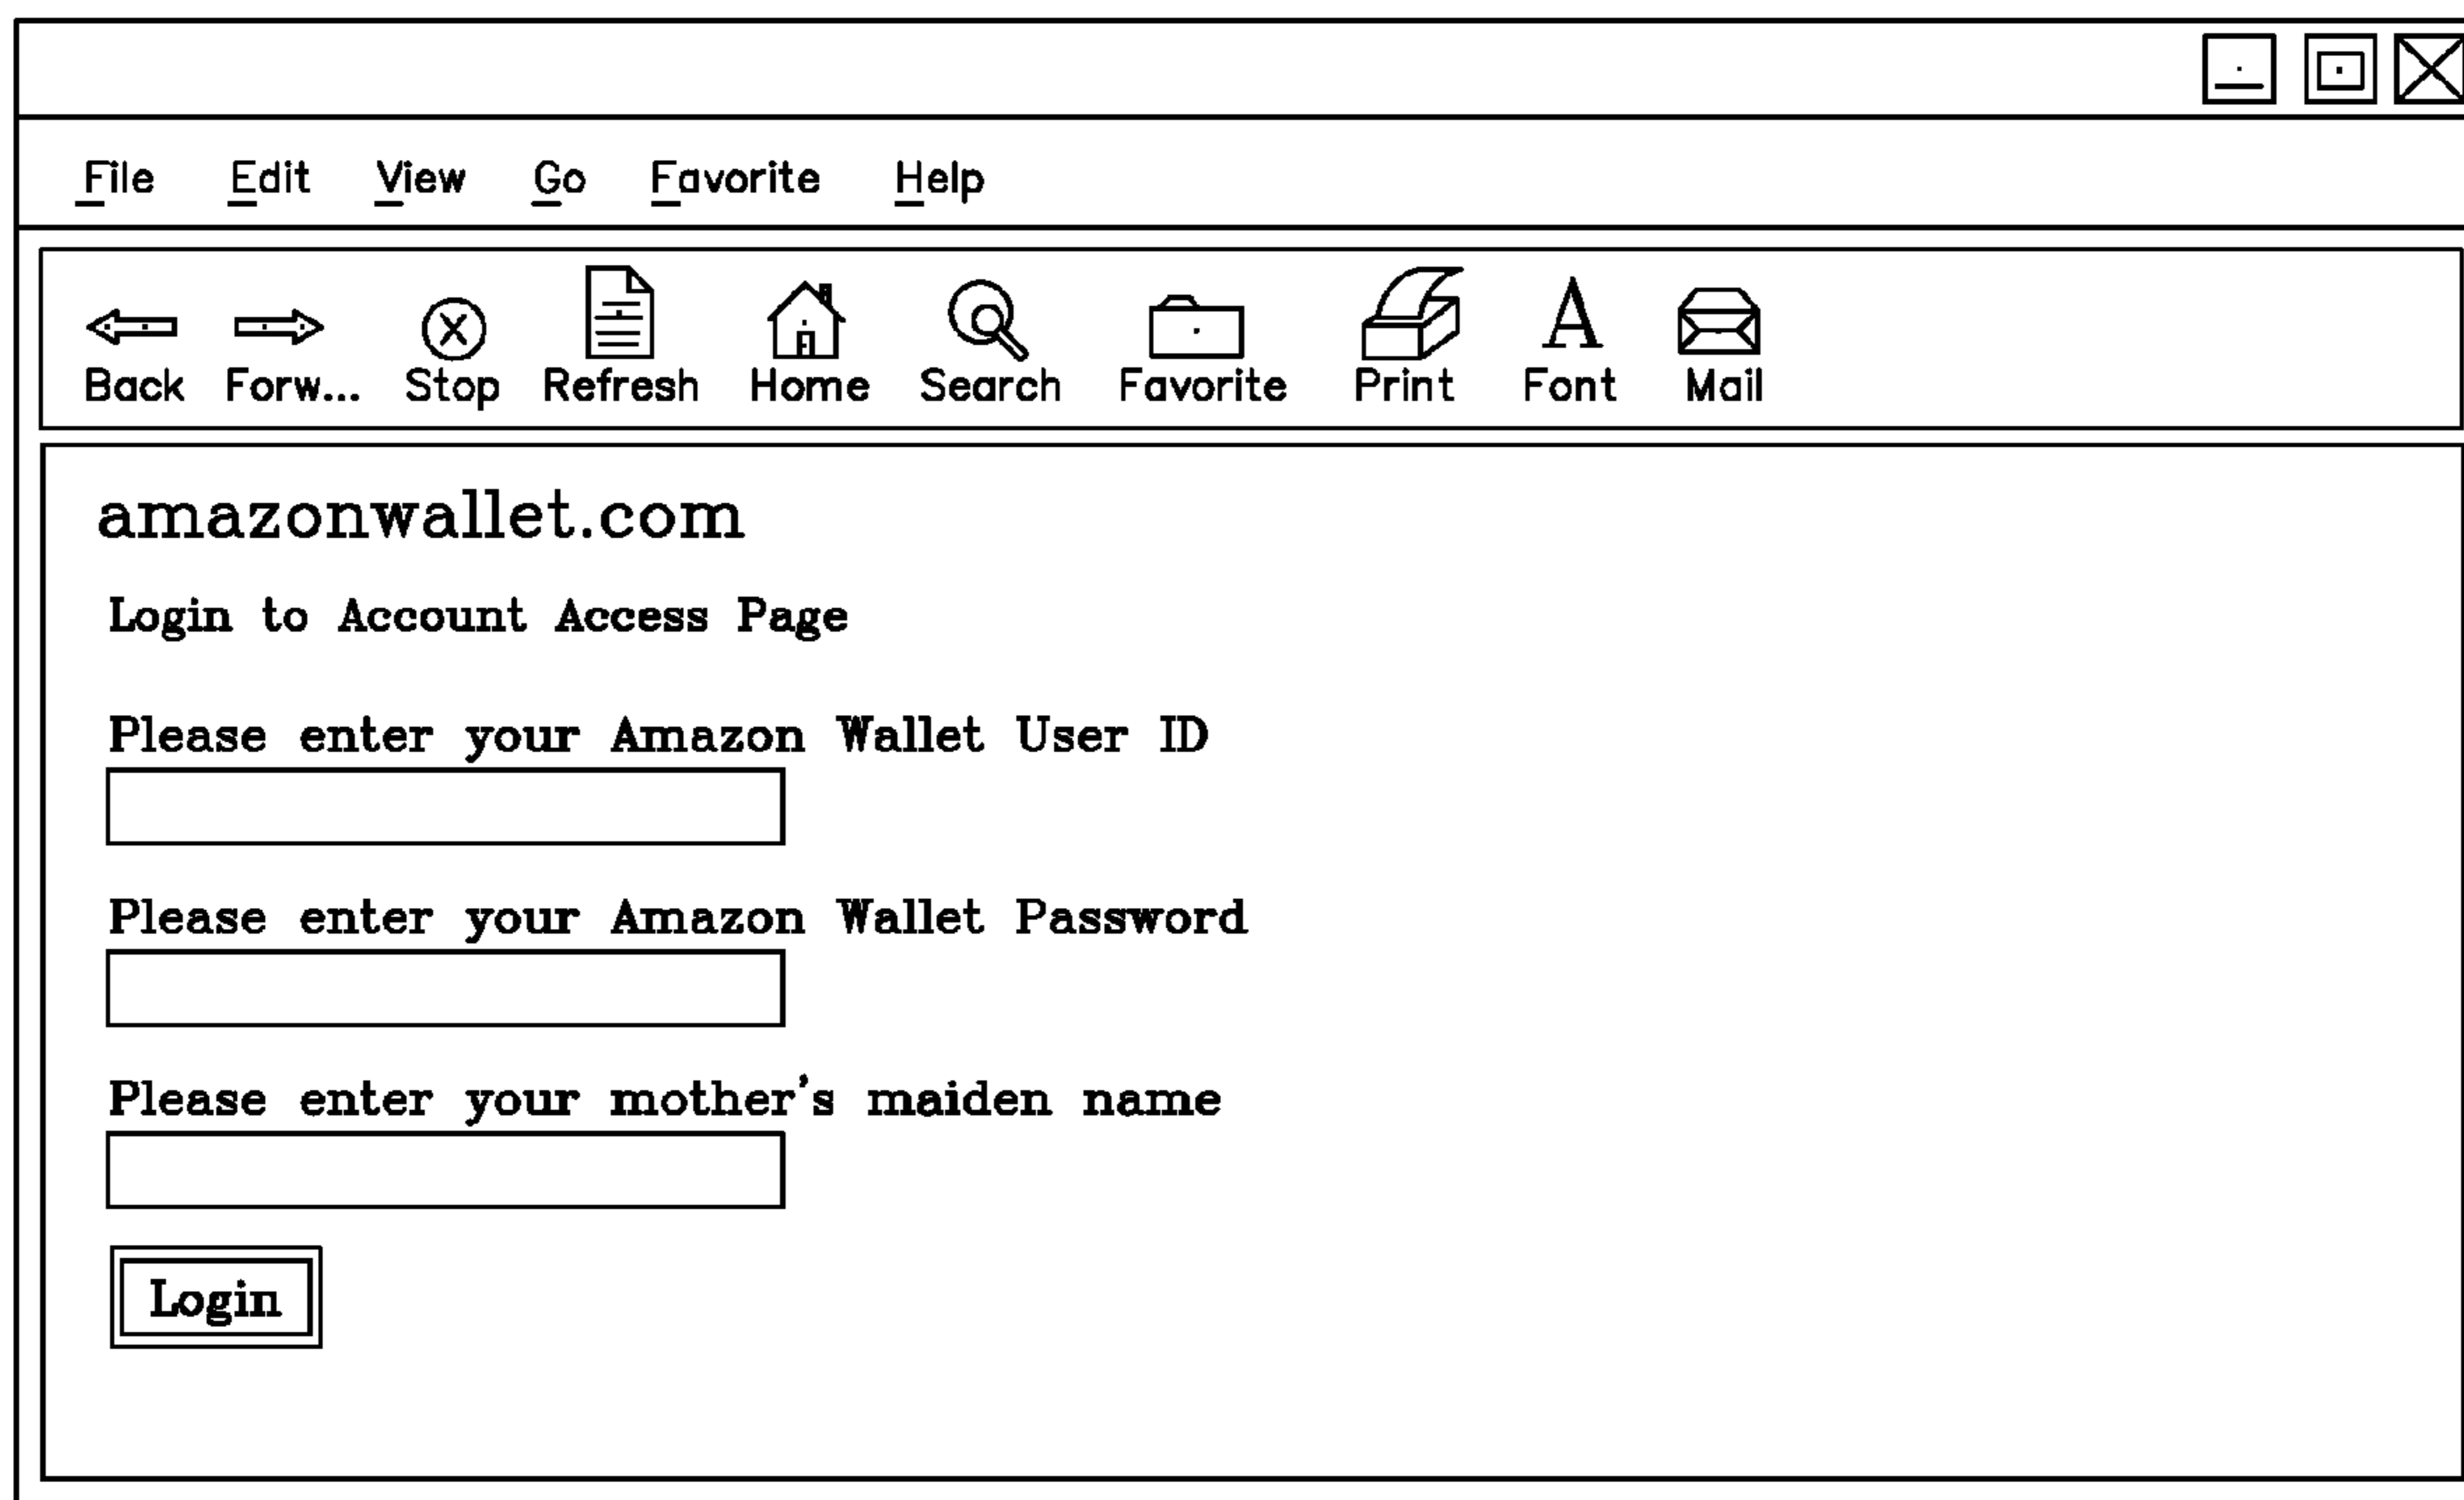 File Edit View Go Favorite Help
Back Forw... Stop Refresh Home Search Favorite Print Font Mail
amazonwallet.com
Login to Account Access Page
Please enter your Amazon Wallet User ID
Please enter your Amazon Wallet Password
Please enter your mother's maiden name
Login